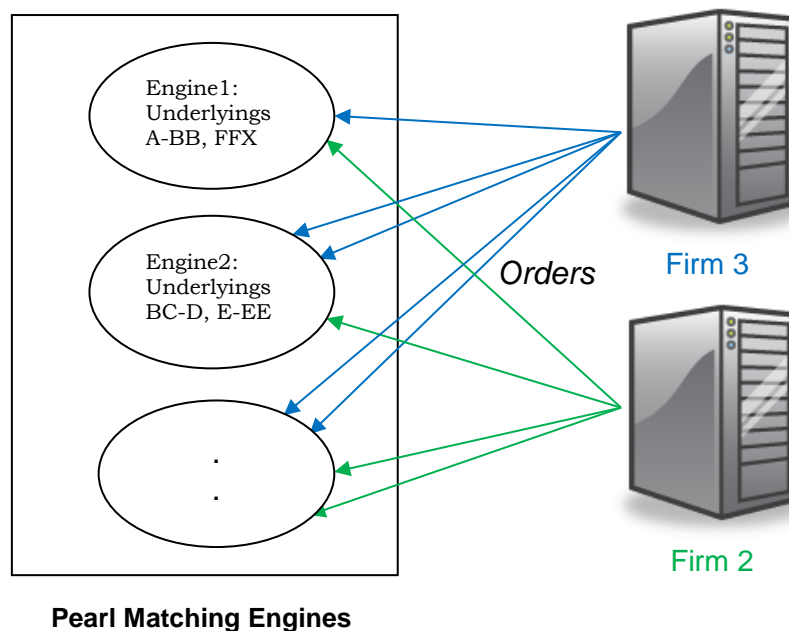 Engine1:
Underlyings
A-BB, FFX
Engine2:
Underlyings
BC-D, E-EE
.
.
Orders
Firm 3
Firm 2
Pearl Matching Engines